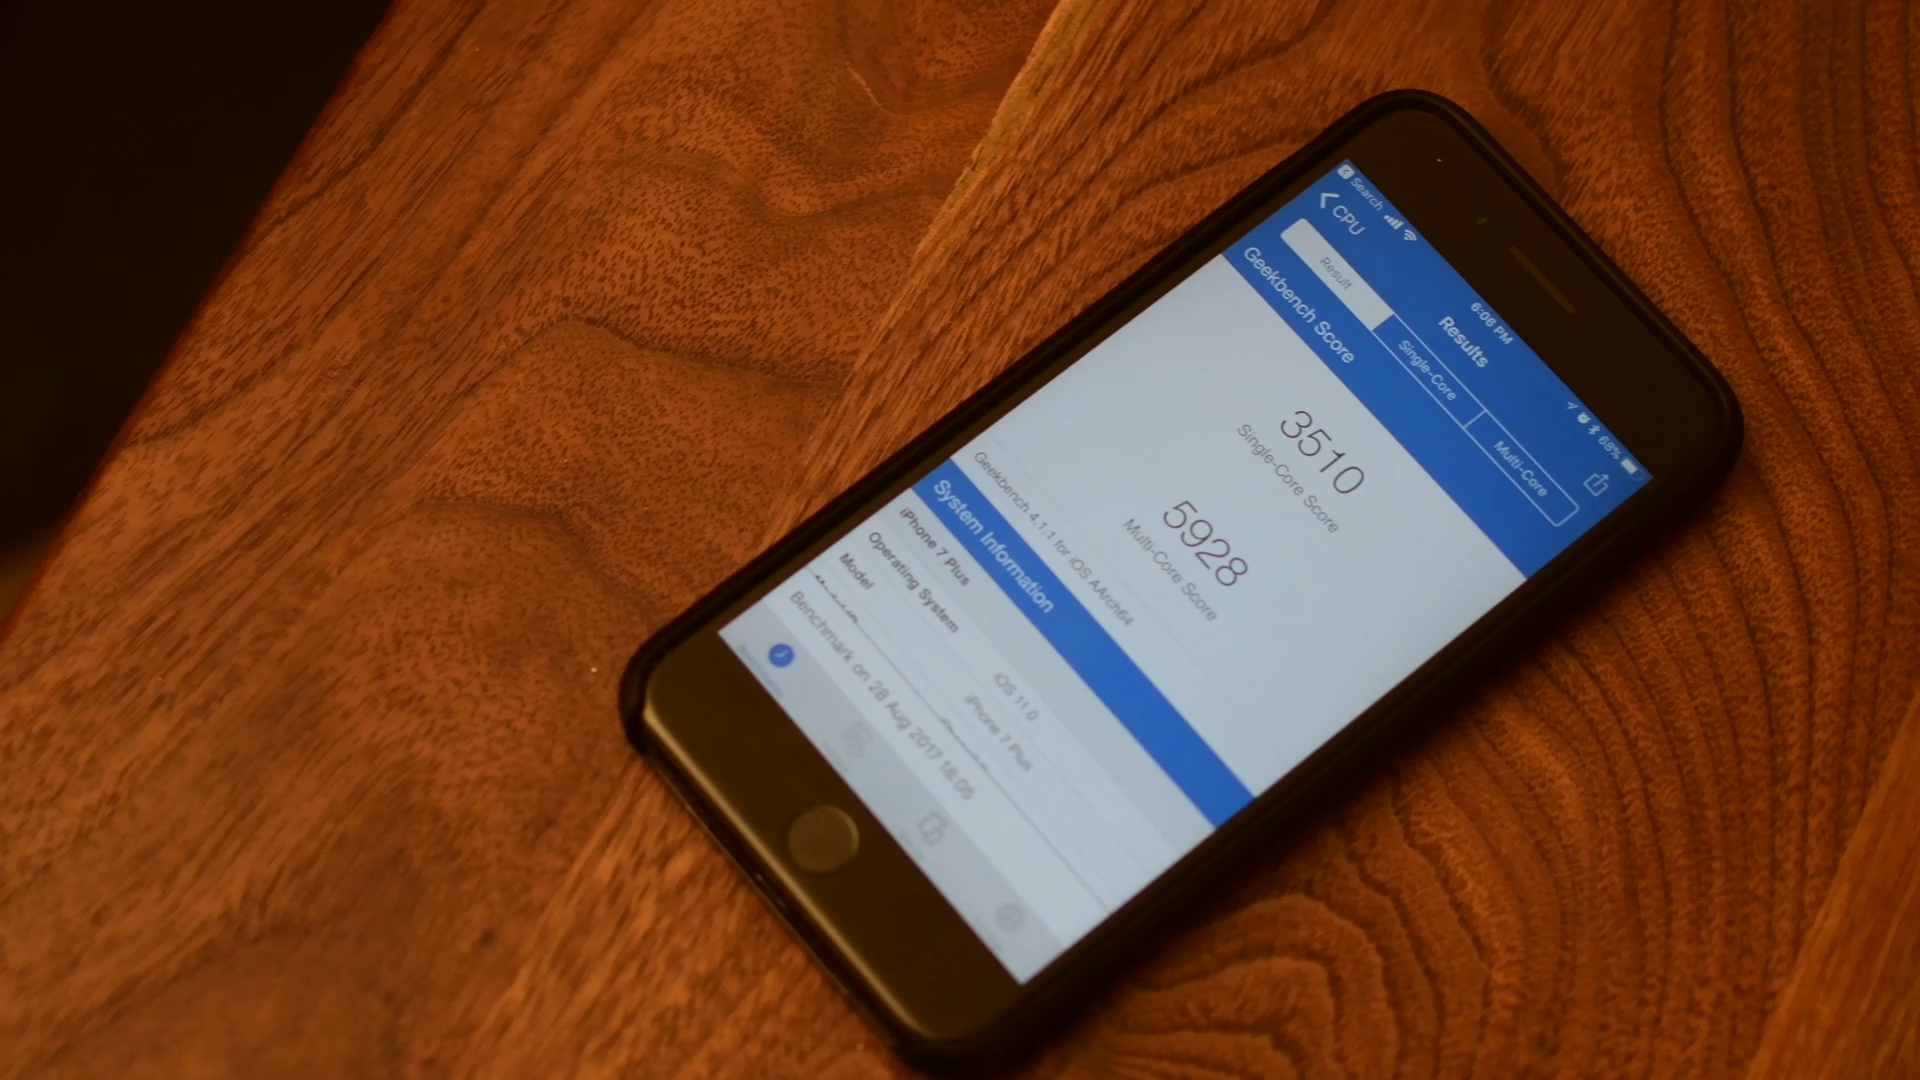 Search
6:06 PM
68%
CPU
Results
Result
Single-Core
Multi-Core
Geekbench Score
3510
Single-Core Score
5928
Multi-Core Score
Geekbench 4.1.1 for iOS AArch64
System Information
iPhone 7 Plus
Operating System
iOS 11.0
Model
iPhone 7 Plus
Benchmark on 28 Aug 2017 18:05